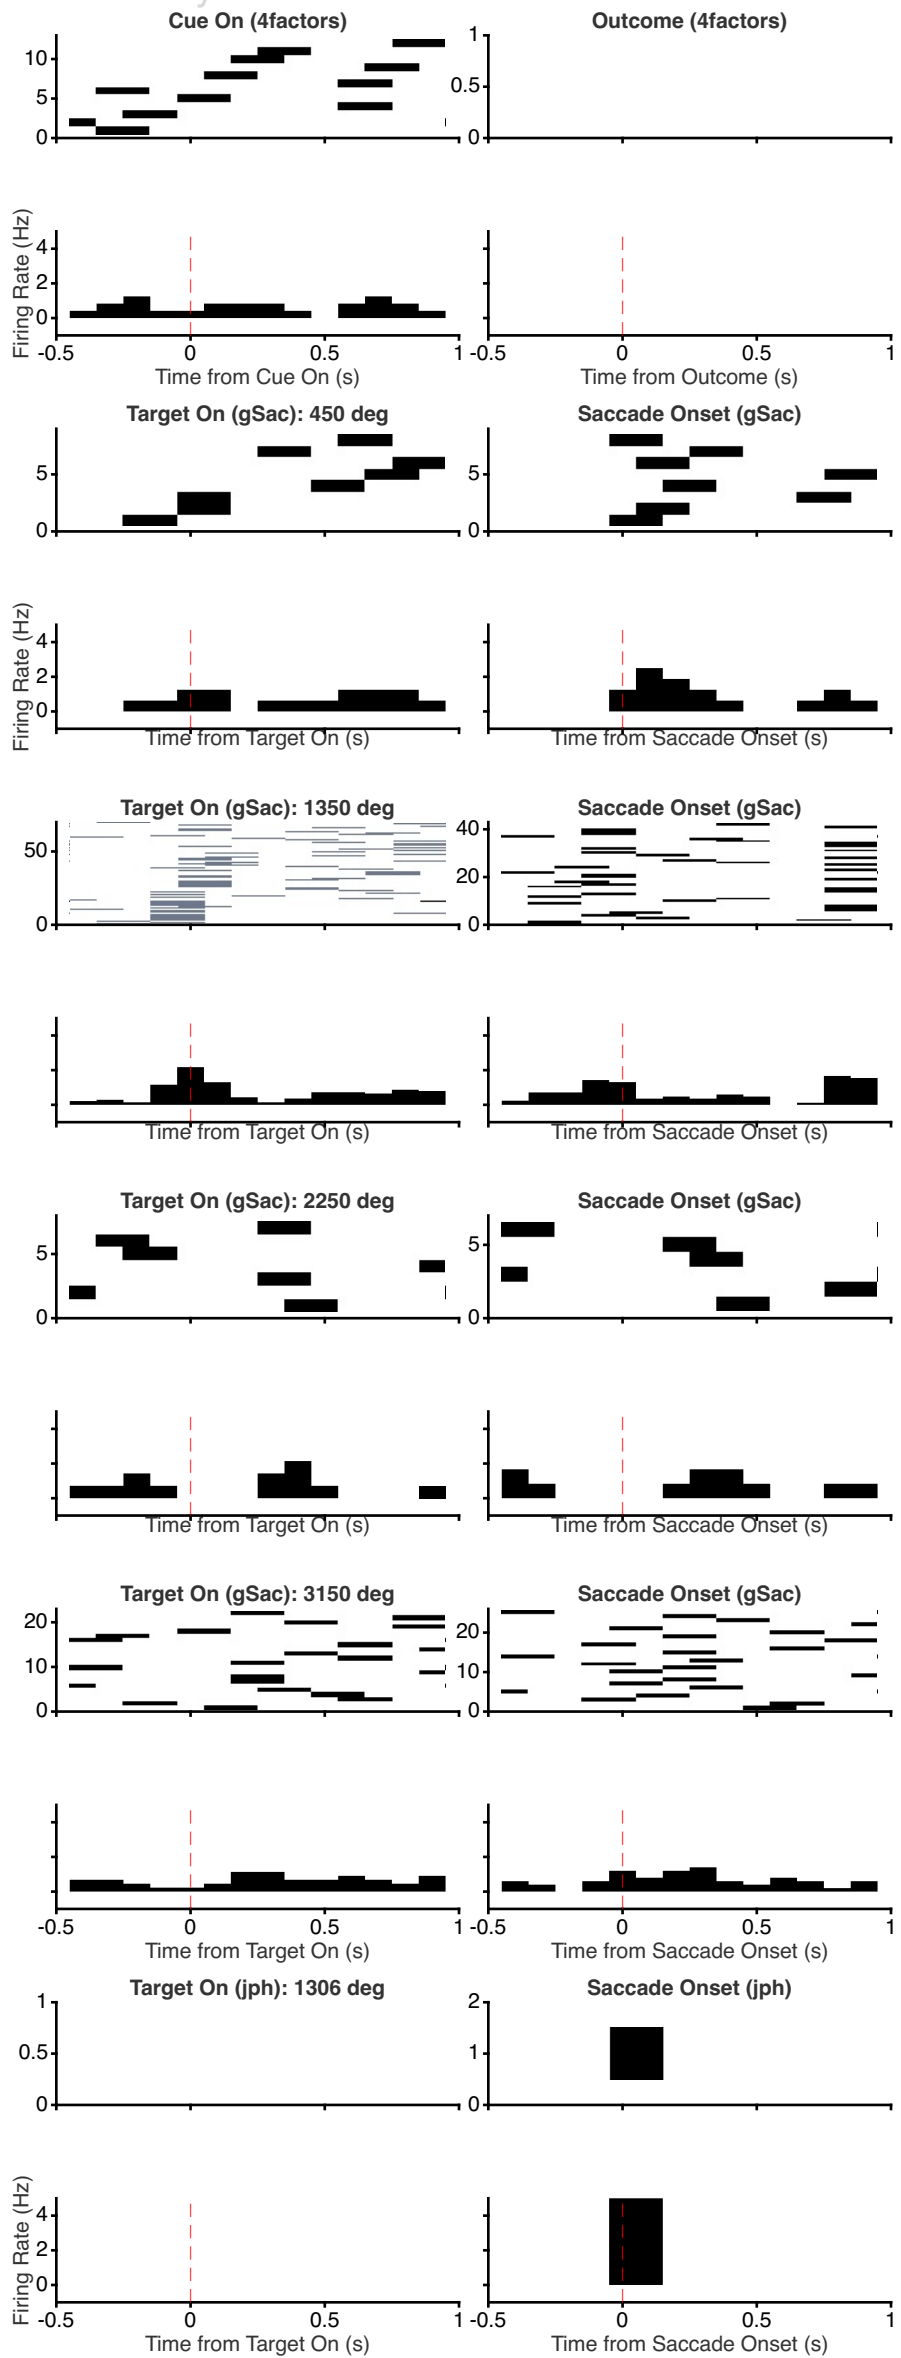 Cue On (4factors) Outcome (4factors)
10
5
0
1
0.5
0
Firing Rate (Hz)
4
2
0
-0.5 0 0.5 1 -0.5 0 0.5 1
Time from Cue On (s) Time from Outcome (s)
Target On (gSac): 450 deg Saccade Onset (gSac)
5
0
5
0
Firing Rate (Hz)
4
2
0
Time from Target On (s) Time from Saccade Onset (s)
Target On (gSac): 1350 deg Saccade Onset (gSac)
50
0
40
20
0
Time from Target On (s) Time from Saccade Onset (s)
Target On (gSac): 2250 deg Saccade Onset (gSac)
5
0
5
0
Time from Target On (s) Time from Saccade Onset (s)
Target On (gSac): 3150 deg Saccade Onset (gSac)
20
10
0
20
10
0
-0.5 0 0.5 1 -0.5 0 0.5 1
Time from Target On (s) Time from Saccade Onset (s)
Target On (jph): 1306 deg Saccade Onset (jph)
1
0.5
0
2
1
0
Firing Rate (Hz)
4
2
0
-0.5 0 0.5 1 -0.5 0 0.5 1
Time from Target On (s) Time from Saccade Onset (s)